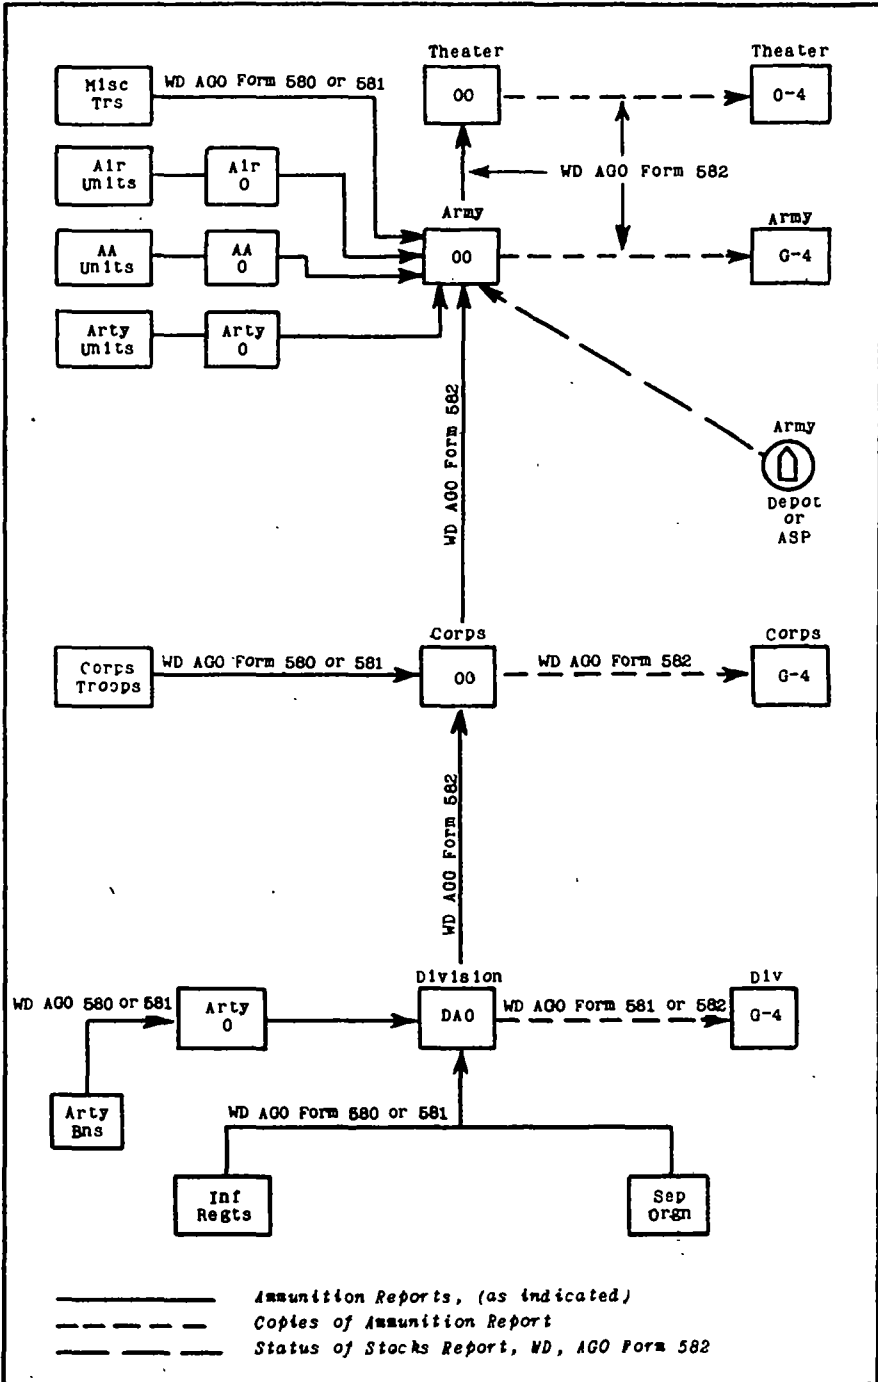 Theater
Theater
Misc
Trs
WD AGO Form 580 or 581
OO
O-4
Air
Units
Air
O
WD AGO Form 582
Army
Army
AA
Units
AA
O
OO
G-4
Arty
Units
Arty
O
WD AGO Form 582
Army
Depot
or
ASP
Corps
Corps
Corps
Troops
WD AGO Form 580 or 581
OO
WD AGO Form 582
G-4
WD AGO Form 582
Division
Div
WD AGO 580 or 581
Arty
O
DAO
WD AGO Form 581 or 582
G-4
Arty
Bns
WD AGO Form 580 or 581
Inf
Regts
Sep
Orgn
Ammunition Reports, (as indicated)
Copies of Ammunition Report
Status of Stocks Report, WD, AGO Form 582